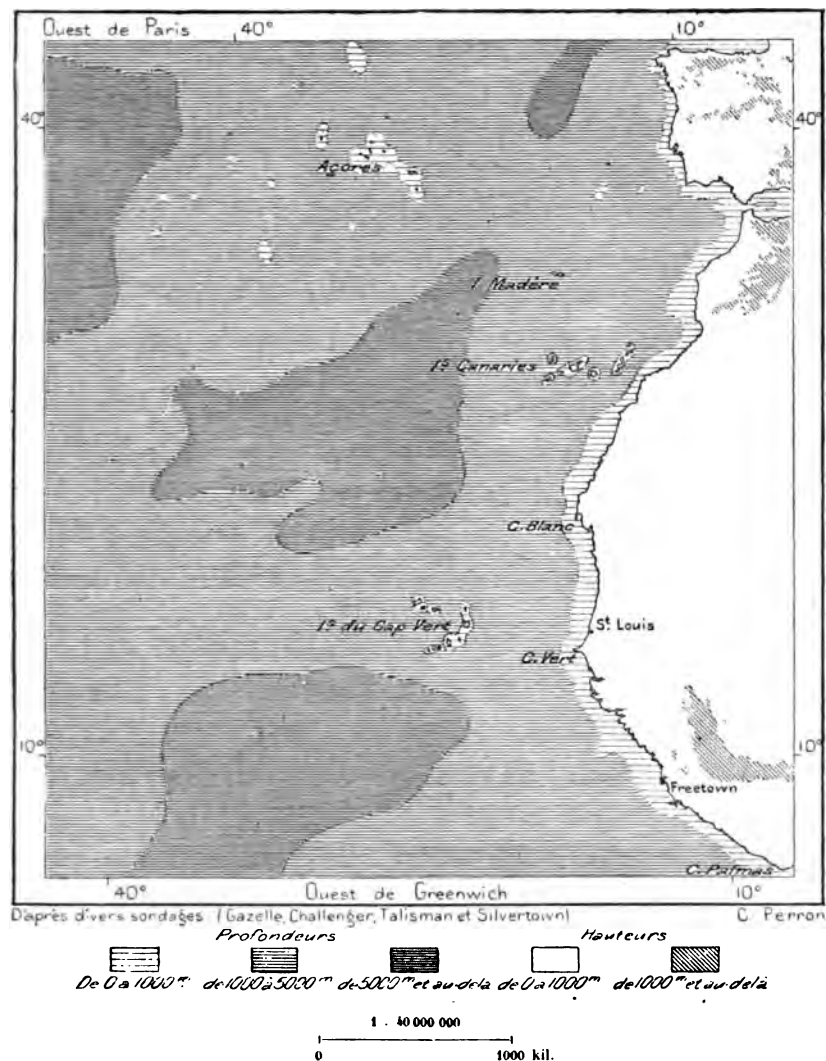 Ouest de Paris 40° 10°
40° 40°
Açores
I. Madère
Is Canaries
C. Blanc
Is du Cap Vert
St Louis
C. Vert
10° 10°
Freetown
C. Palmas
40° Ouest de Greenwich 10°
D'après divers sondages (Gazelle, Challenger, Talisman et Silvertown) C. Perron
Profondeurs Hauteurs
De 0 a 1000 m. de 1000 à 5000 m de 5000 m et au-delà de 0 a 1000 m de 1000 m et au-delà
1 : 40 000 000
0 1000 kil.